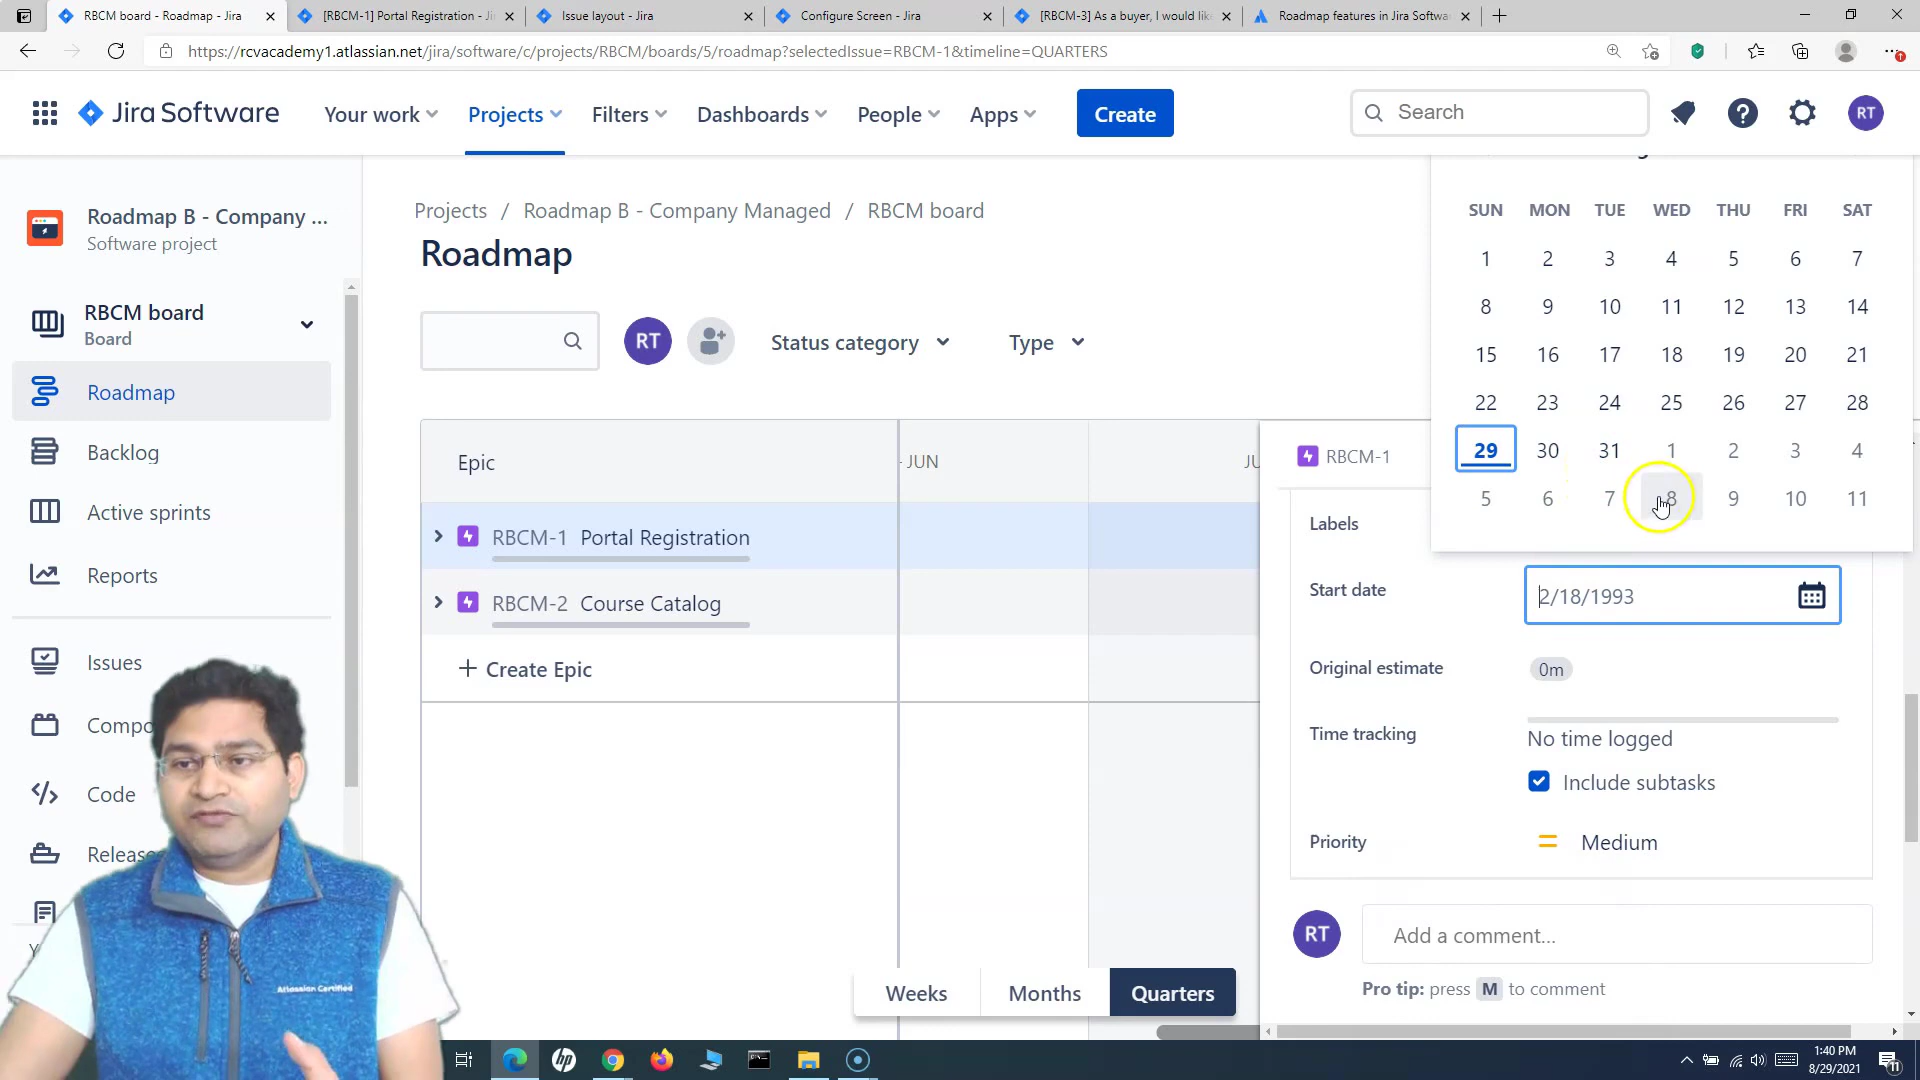 RBCM board - Roadmap - Jira
[RBCM-1] Portal Registration - Ji
Issue layout - Jira
Configure Screen - Jira
[RBCM-3] As a buyer, I would lik
Roadmap features in Jira Softwa
https://rcvacademy1.atlassian.net/jira/software/c/projects/RBCM/boards/5/roadmap?selectedIssue=RBCM-1&timeline=QUARTERS
Jira Software
Your work
Projects
Filters
Dashboards
People
Apps
Create
Search
RT
Roadmap B - Company ...
Software project
RBCM board
Board
Roadmap
Backlog
Active sprints
Reports
Issues
Compo
Code
Release
Projects / Roadmap B - Company Managed / RBCM board
Roadmap
RT
Status category
Type
Epic
JUN
JU
RBCM-1 Portal Registration
RBCM-2 Course Catalog
+ Create Epic
Weeks
Months
Quarters
SUN MON TUE WED THU FRI SAT
1 2 3 4 5 6 7
8 9 10 11 12 13 14
15 16 17 18 19 20 21
22 23 24 25 26 27 28
29 30 31 1 2 3 4
5 6 7 8 9 10 11
RBCM-1
Labels
Start date
2/18/1993
Original estimate
0m
Time tracking
No time logged
Include subtasks
Priority
Medium
RT
Add a comment...
Pro tip: press M to comment
Atlassian Certified
hp
1:40 PM
8/29/2021
11